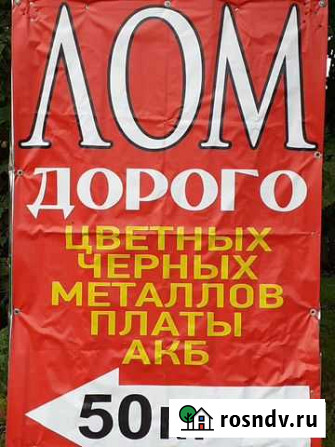 ЛОМ
ДОРОГО
ЦВЕТНЫХ
ЧЕРНЫХ
МЕТАЛЛОВ
ПЛАТЫ
АКБ
50
rosndv.ru